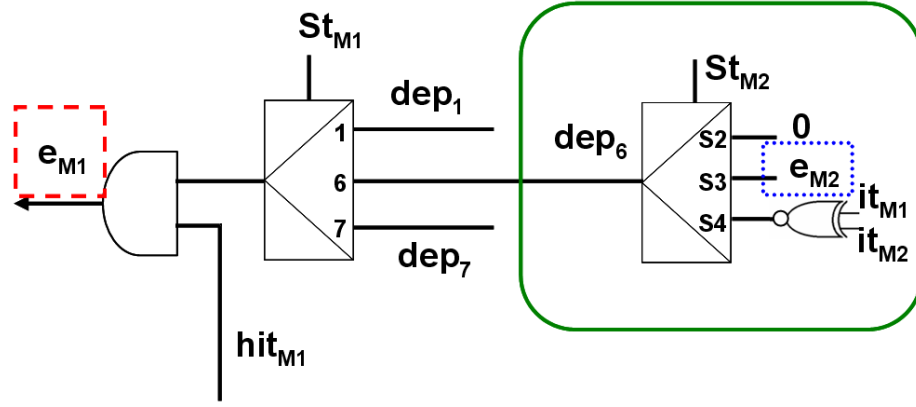 St_M1
St_M2
dep_1
0
dep_6
S2
e_M1
1
e_M2
S3
6
it_M1
S4
7
it_M2
dep_7
hit_M1